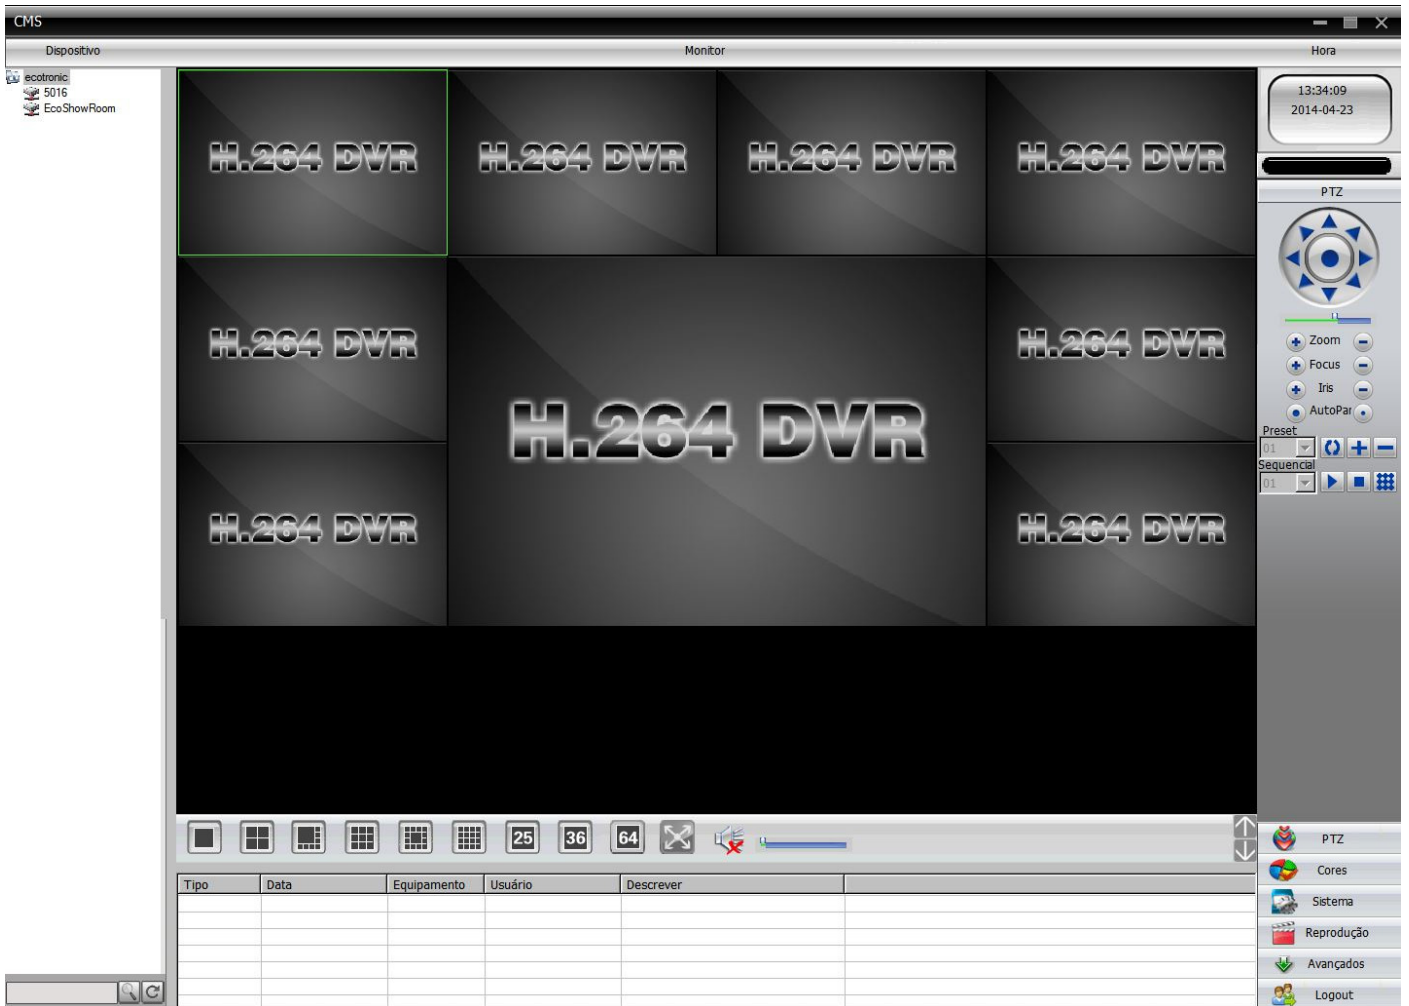 CMS
Dispositivo
Monitor
Hora
ecotronic
5016
EcoShowRoom
H.264 DVR
H.264 DVR
H.264 DVR
H.264 DVR
H.264 DVR
H.264 DVR
H.264 DVR
H.264 DVR
H.264 DVR
13:34:09
2014-04-23
PTZ
Zoom
Focus
Iris
AutoPar
Preset
01
Sequencial
01
25
36
64
Tipo
Data
Equipamento
Usuário
Descrever
PTZ
Cores
Sistema
Reprodução
Avançados
Logout